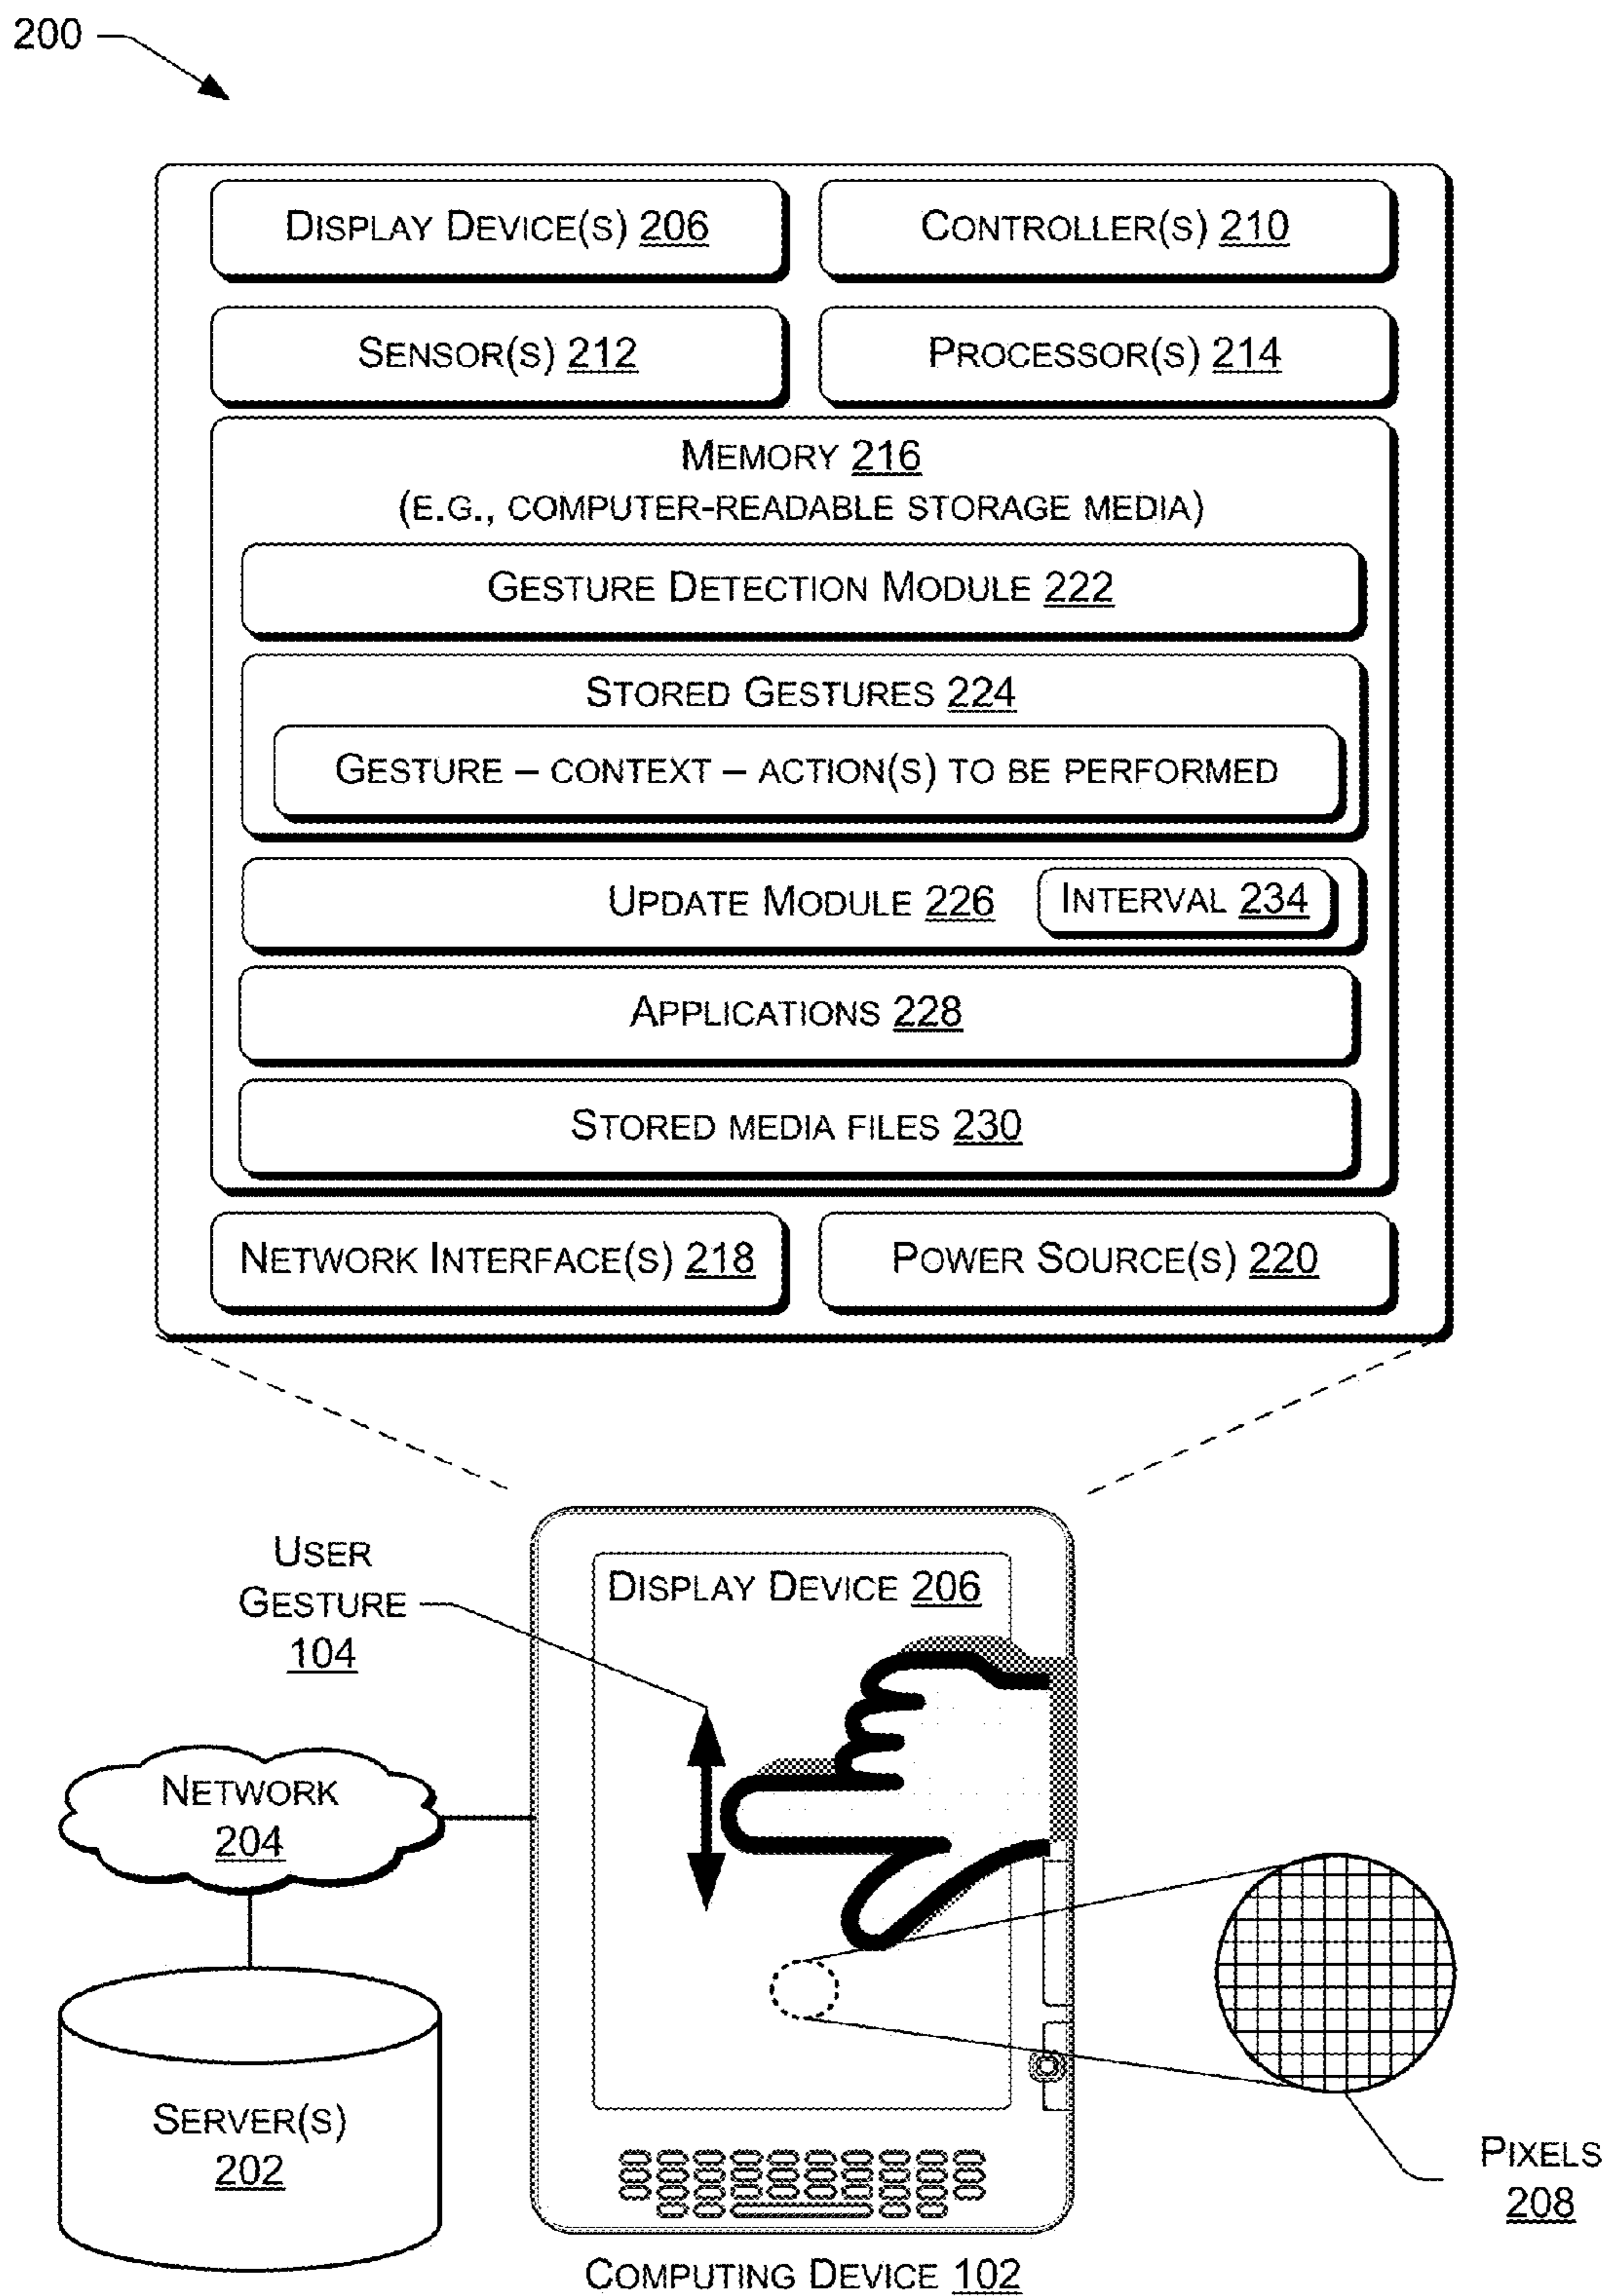 200
DISPLAY DEVICE(S) 206
CONTROLLER(S) 210
SENSOR(S) 212
PROCESSOR(S) 214
MEMORY 216
(E.G., COMPUTER-READABLE STORAGE MEDIA)
GESTURE DETECTION MODULE 222
STORED GESTURES 224
GESTURE – CONTEXT – ACTION(S) TO BE PERFORMED
UPDATE MODULE 226
INTERVAL 234
APPLICATIONS 228
STORED MEDIA FILES 230
NETWORK INTERFACE(S) 218
POWER SOURCE(S) 220
USER
GESTURE
104
DISPLAY DEVICE 206
NETWORK
204
SERVER(S)
202
PIXELS
208
COMPUTING DEVICE 102